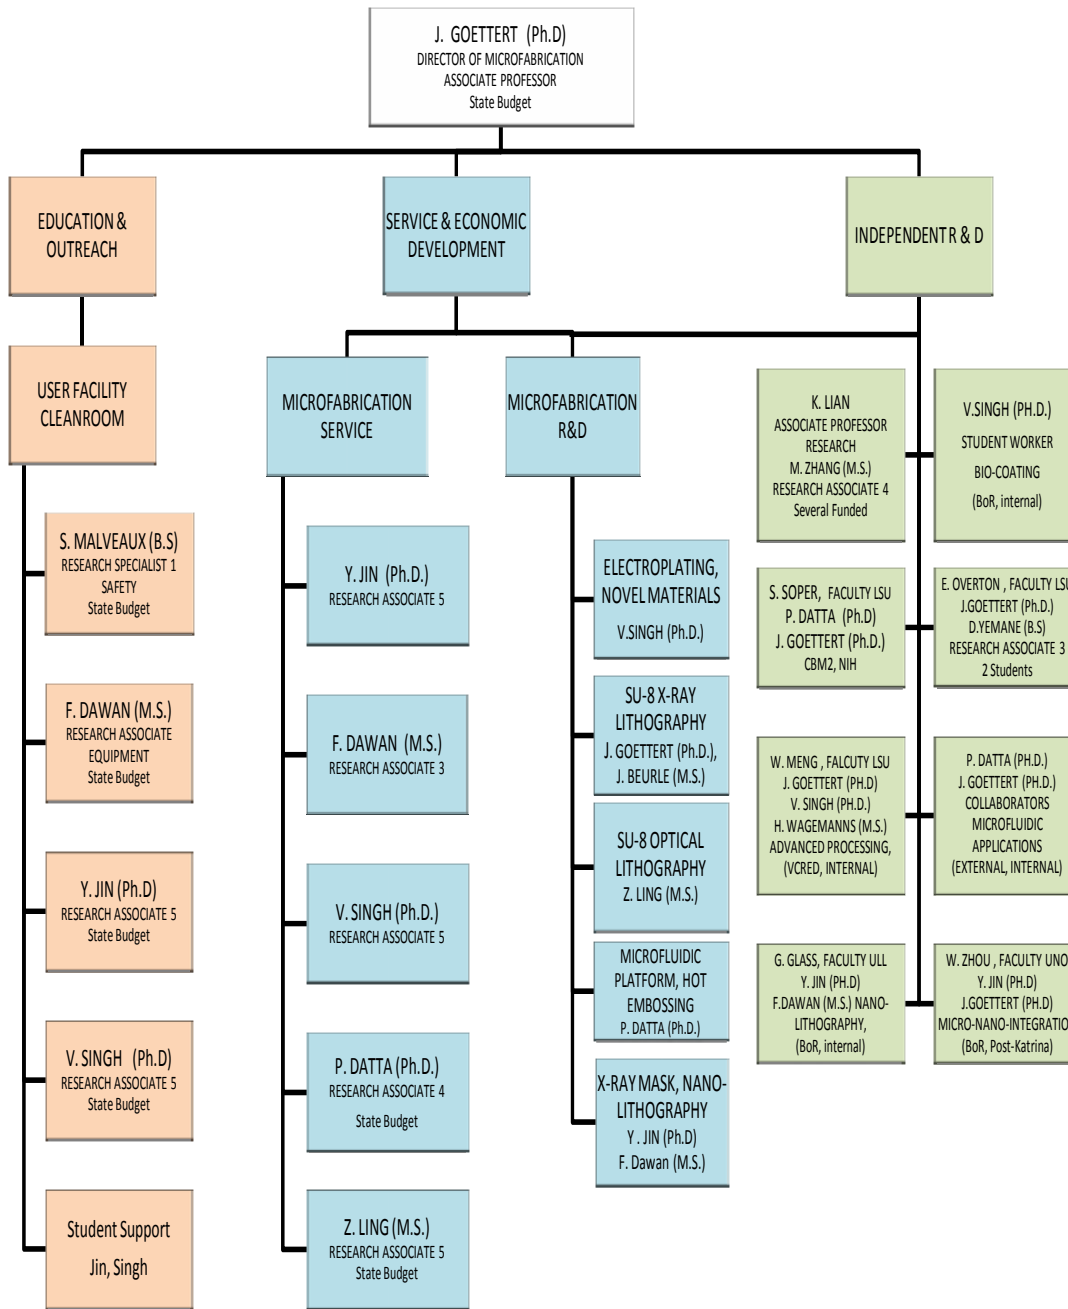 J. GOETTERT (Ph.D)
DIRECTOR OF MICROFABRICATION
ASSOCIATE PROFESSOR
State Budget
EDUCATION &
OUTREACH
SERVICE & ECONOMIC
DEVELOPMENT
INDEPENDENT R & D
USER FACILITY
CLEANROOM
MICROFABRICATION
SERVICE
MICROFABRICATION
R&D
S. MALVEAUX (B.S)
RESEARCH SPECIALIST 1
SAFETY
State Budget
F. DAWAN (M.S.)
RESEARCH ASSOCIATE
EQUIPMENT
State Budget
Y. JIN (Ph.D)
RESEARCH ASSOCIATE 5
State Budget
V. SINGH (Ph.D)
RESEARCH ASSOCIATE 5
State Budget
Student Support
Jin, Singh
Y. JIN (Ph.D.)
RESEARCH ASSOCIATE 5
F. DAWAN (M.S.)
RESEARCH ASSOCIATE 3
V. SINGH (Ph.D.)
RESEARCH ASSOCIATE 5
P. DATTA (Ph.D.)
RESEARCH ASSOCIATE 4
State Budget
Z. LING (M.S.)
RESEARCH ASSOCIATE 5
State Budget
ELECTROPLATING,
NOVEL MATERIALS
V.SINGH (Ph.D.)
SU-8 X-RAY
LITHOGRAPHY
J. GOETTERT (Ph.D.),
J. BEURLE (M.S.)
SU-8 OPTICAL
LITHOGRAPHY
Z. LING (M.S.)
MICROFLUIDIC
PLATFORM, HOT
EMBOSSING
P. DATTA (Ph.D.)
X-RAY MASK, NANO-
LITHOGRAPHY
Y . JIN (Ph.D)
F. Dawan (M.S.)
K. LIAN
ASSOCIATE PROFESSOR
RESEARCH
M. ZHANG (M.S.)
RESEARCH ASSOCIATE 4
Several Funded
V.SINGH (PH.D.)
STUDENT WORKER
BIO-COATING
(BoR, internal)
S. SOPER, FACULTY LSU
P. DATTA (Ph.D)
J. GOETTERT (Ph.D.)
CBM2, NIH
E. OVERTON , FACULTY LSU
J.GOETTERT (Ph.D.)
D.YEMANE (B.S)
RESEARCH ASSOCIATE 3
2 Students
W. MENG , FALCUTY LSU
J. GOETTERT (PH.D)
V. SINGH (PH.D.)
H. WAGEMANNS (M.S.)
ADVANCED PROCESSING,
(VCRED, INTERNAL)
P. DATTA (PH.D.)
J. GOETTERT (PH.D.)
COLLABORATORS
MICROFLUIDIC
APPLICATIONS
(EXTERNAL, INTERNAL)
G. GLASS, FACULTY ULL
Y. JIN (PH.D)
F.DAWAN (M.S.) NANO-
LITHOGRAPHY,
(BoR, internal)
W. ZHOU , FACULTY UNO
Y. JIN (PH.D)
J.GOETTERT (PH.D)
MICRO-NANO-INTEGRATIO
(BoR, Post-Katrina)